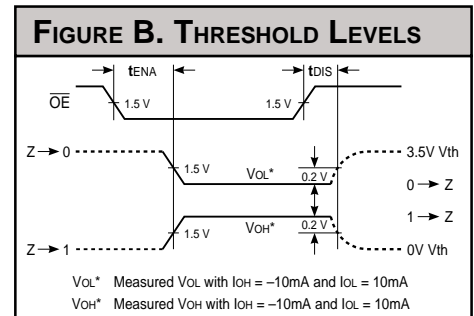 FIGURE B. THRESHOLD LEVELS
tENA tDIS
OE 1.5 V 1.5 V
Z → 0 3.5V Vth
1.5 V VOL* 0.2 V
0 → Z
1 → Z
1.5 V VOH* 0.2 V
Z → 1 0V Vth
VOL* Measured VOL with IOH = –10mA and IOL = 10mA
VOH* Measured VOH with IOH = –10mA and IOL = 10mA